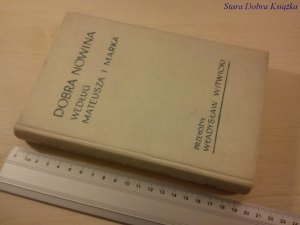 Stara Dobra Książka
DOBRA NOWINA
WEDŁUG
MATEUSZA I MARKA
PRZEŁOŻYŁ
WŁADYSŁAW WITWICKI